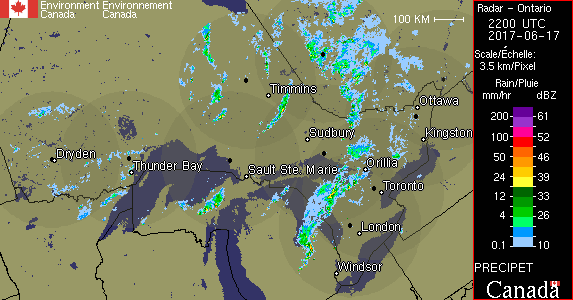 Environment Environnement
Canada Canada
100 KM
Timmins
Ottawa
Sudbury
Kingston
Dryden
Thunder Bay
Sault Ste. Marie
Orillia
Toronto
London
Windsor
Radar - Ontario
2200 UTC
2017-06-17
Scale/Échelle:
3.5 km/Pixel
Rain/Pluie
mm/hr dBZ
200 61
100 52
50 46
24 39
12 33
4 26
0.1 10
PRECIPET
Canada